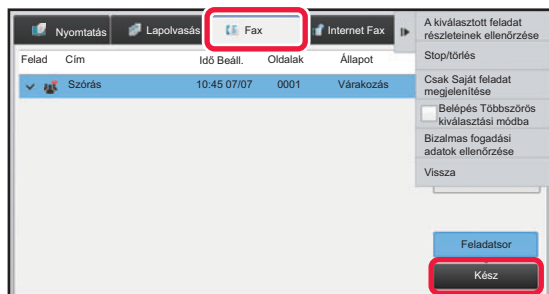 Nyomtatás
Lapolvasás
Fax
Internet Fax
Felad
Cím
Idő Beáll.
Oldalak
Állapot
Szórás
10:45 07/07
0001
Várakozás
A kiválasztott feladat
részleteinek ellenőrzése
Stop/törlés
Csak Saját feladat
megjelenítése
Belépés Többszörös
kiválasztási módba
Bizalmas fogadási
adatok ellenőrzése
Vissza
Feladatsor
Kész